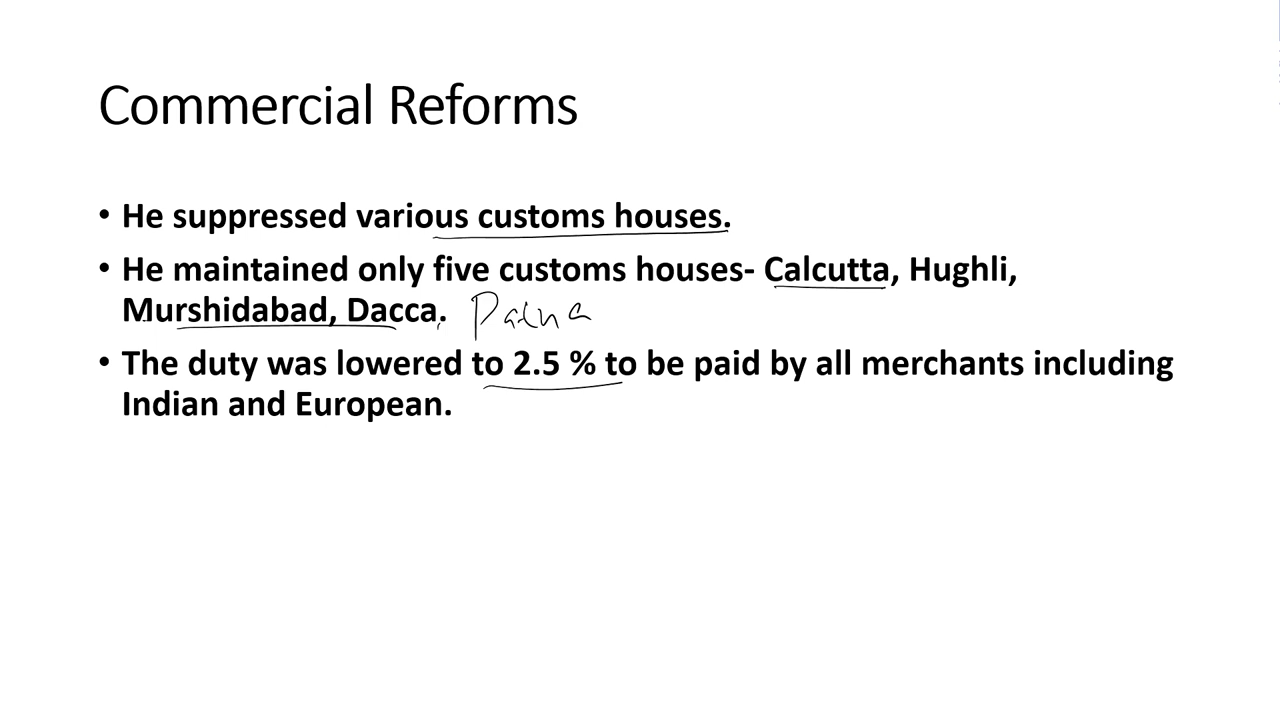 Commercial Reforms
• He suppressed various customs houses.
• He maintained only five customs houses- Calcutta, Hughli,
Murshidabad, Dacca. Patna
• The duty was lowered to 2.5 % to be paid by all merchants including
Indian and European.